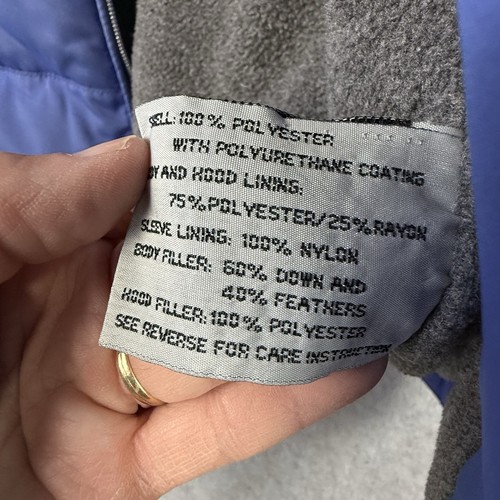 SHELL: 100% POLYESTER
WITH POLYURETHANE COATING
BODY AND HOOD LINING:
75%POLYESTER/25%RAYON
SLEEVE LINING: 100% NYLON
BODY FILLER: 60% DOWN AND
40% FEATHERS
HOOD FILLER:100% POLYESTER
SEE REVERSE FOR CARE INSTRUCTION